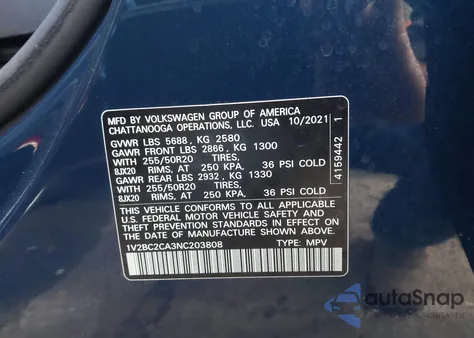 MFD BY VOLKSWAGEN GROUP OF AMERICA
CHATTANOOGA OPERATIONS, LLC. USA 10/2021 1
GVWR LBS 5688, KG 2580
GAWR FRONT LBS 2866, KG 1300
WITH 255/50R20 TIRES,
8JX20 RIMS, AT 250 KPA, 36 PSI COLD
GAWR REAR LBS 2932, KG 1330
WITH 255/50R20 TIRES,
8JX20 RIMS, AT 250 KPA, 36 PSI COLD
THIS VEHICLE CONFORMS TO ALL APPLICABLE
U.S. FEDERAL MOTOR VEHICLE SAFETY AND
THEFT PREVENTION STANDARDS IN EFFECT ON
THE DATE OF MANUFACTURE SHOWN ABOVE.
1V2BC2CA3NC203808 TYPE: MPV
4159442
autoSnap